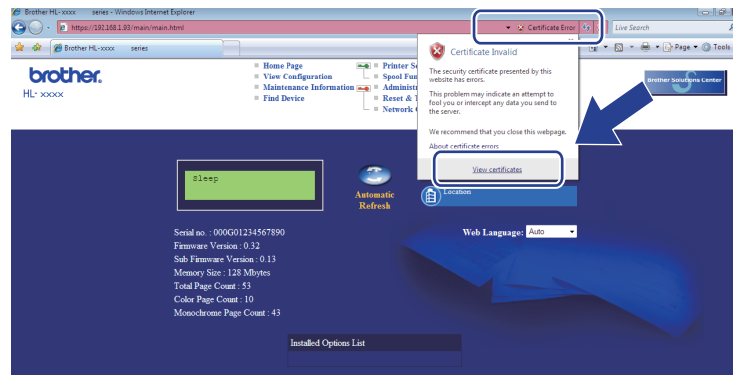 Brother HL- xxxx series - Windows Internet Explorer
https://192.168.1.93/main/main.html
Certificate Error
Live Search
Brother HL-xxxx series
Page
Tools
brother.
HL- xxxx
Home Page
View Configuration
Maintenance Information
Find Device
Printer
Spool
Reset &
Network
Brother Solutions Center
Certificate Invalid
The security certificate presented by this
website has errors.
This problem may indicate an attempt to
fool you or intercept any data you send to
the server.
We recommend that you close this webpage.
About certificate errors
View certificates
Sleep
Automatic
Refresh
Location
Serial no. : 000G01234567890
Web Language: Auto
Firmware Version : 0.32
Sub Firmware Version : 0.13
Memory Size : 128 Mbytes
Total Page Count : 53
Color Page Count : 10
Monochrome Page Count : 43
Installed Options List